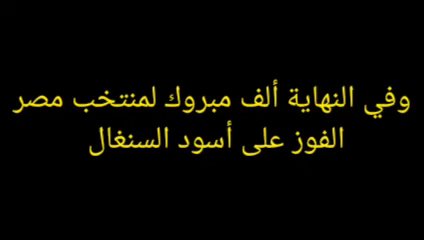 وفي النهاية ألف مبروك لمنتخب مصر
الفوز على أسود السنغال